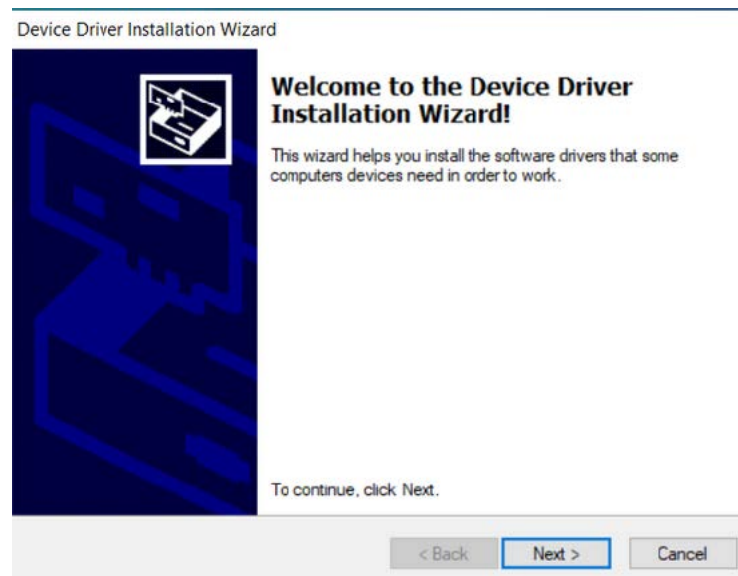 Device Driver Installation Wizard
Welcome to the Device Driver
Installation Wizard!
This wizard helps you install the software drivers that some
computers devices need in order to work.
To continue, click Next.
< Back
Next >
Cancel